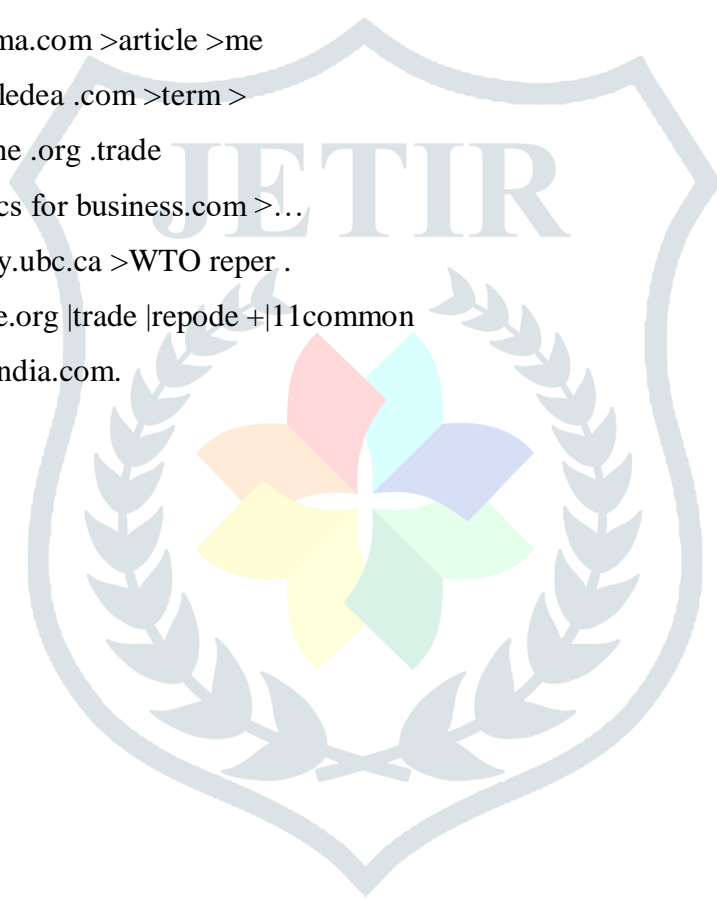 ma.com >article >me
ledea .com >term >
ne .org .trade
cs for business.com >…
y.ubc.ca >WTO reper .
e.org |trade |repode +|11common
ndia.com.
JETIR